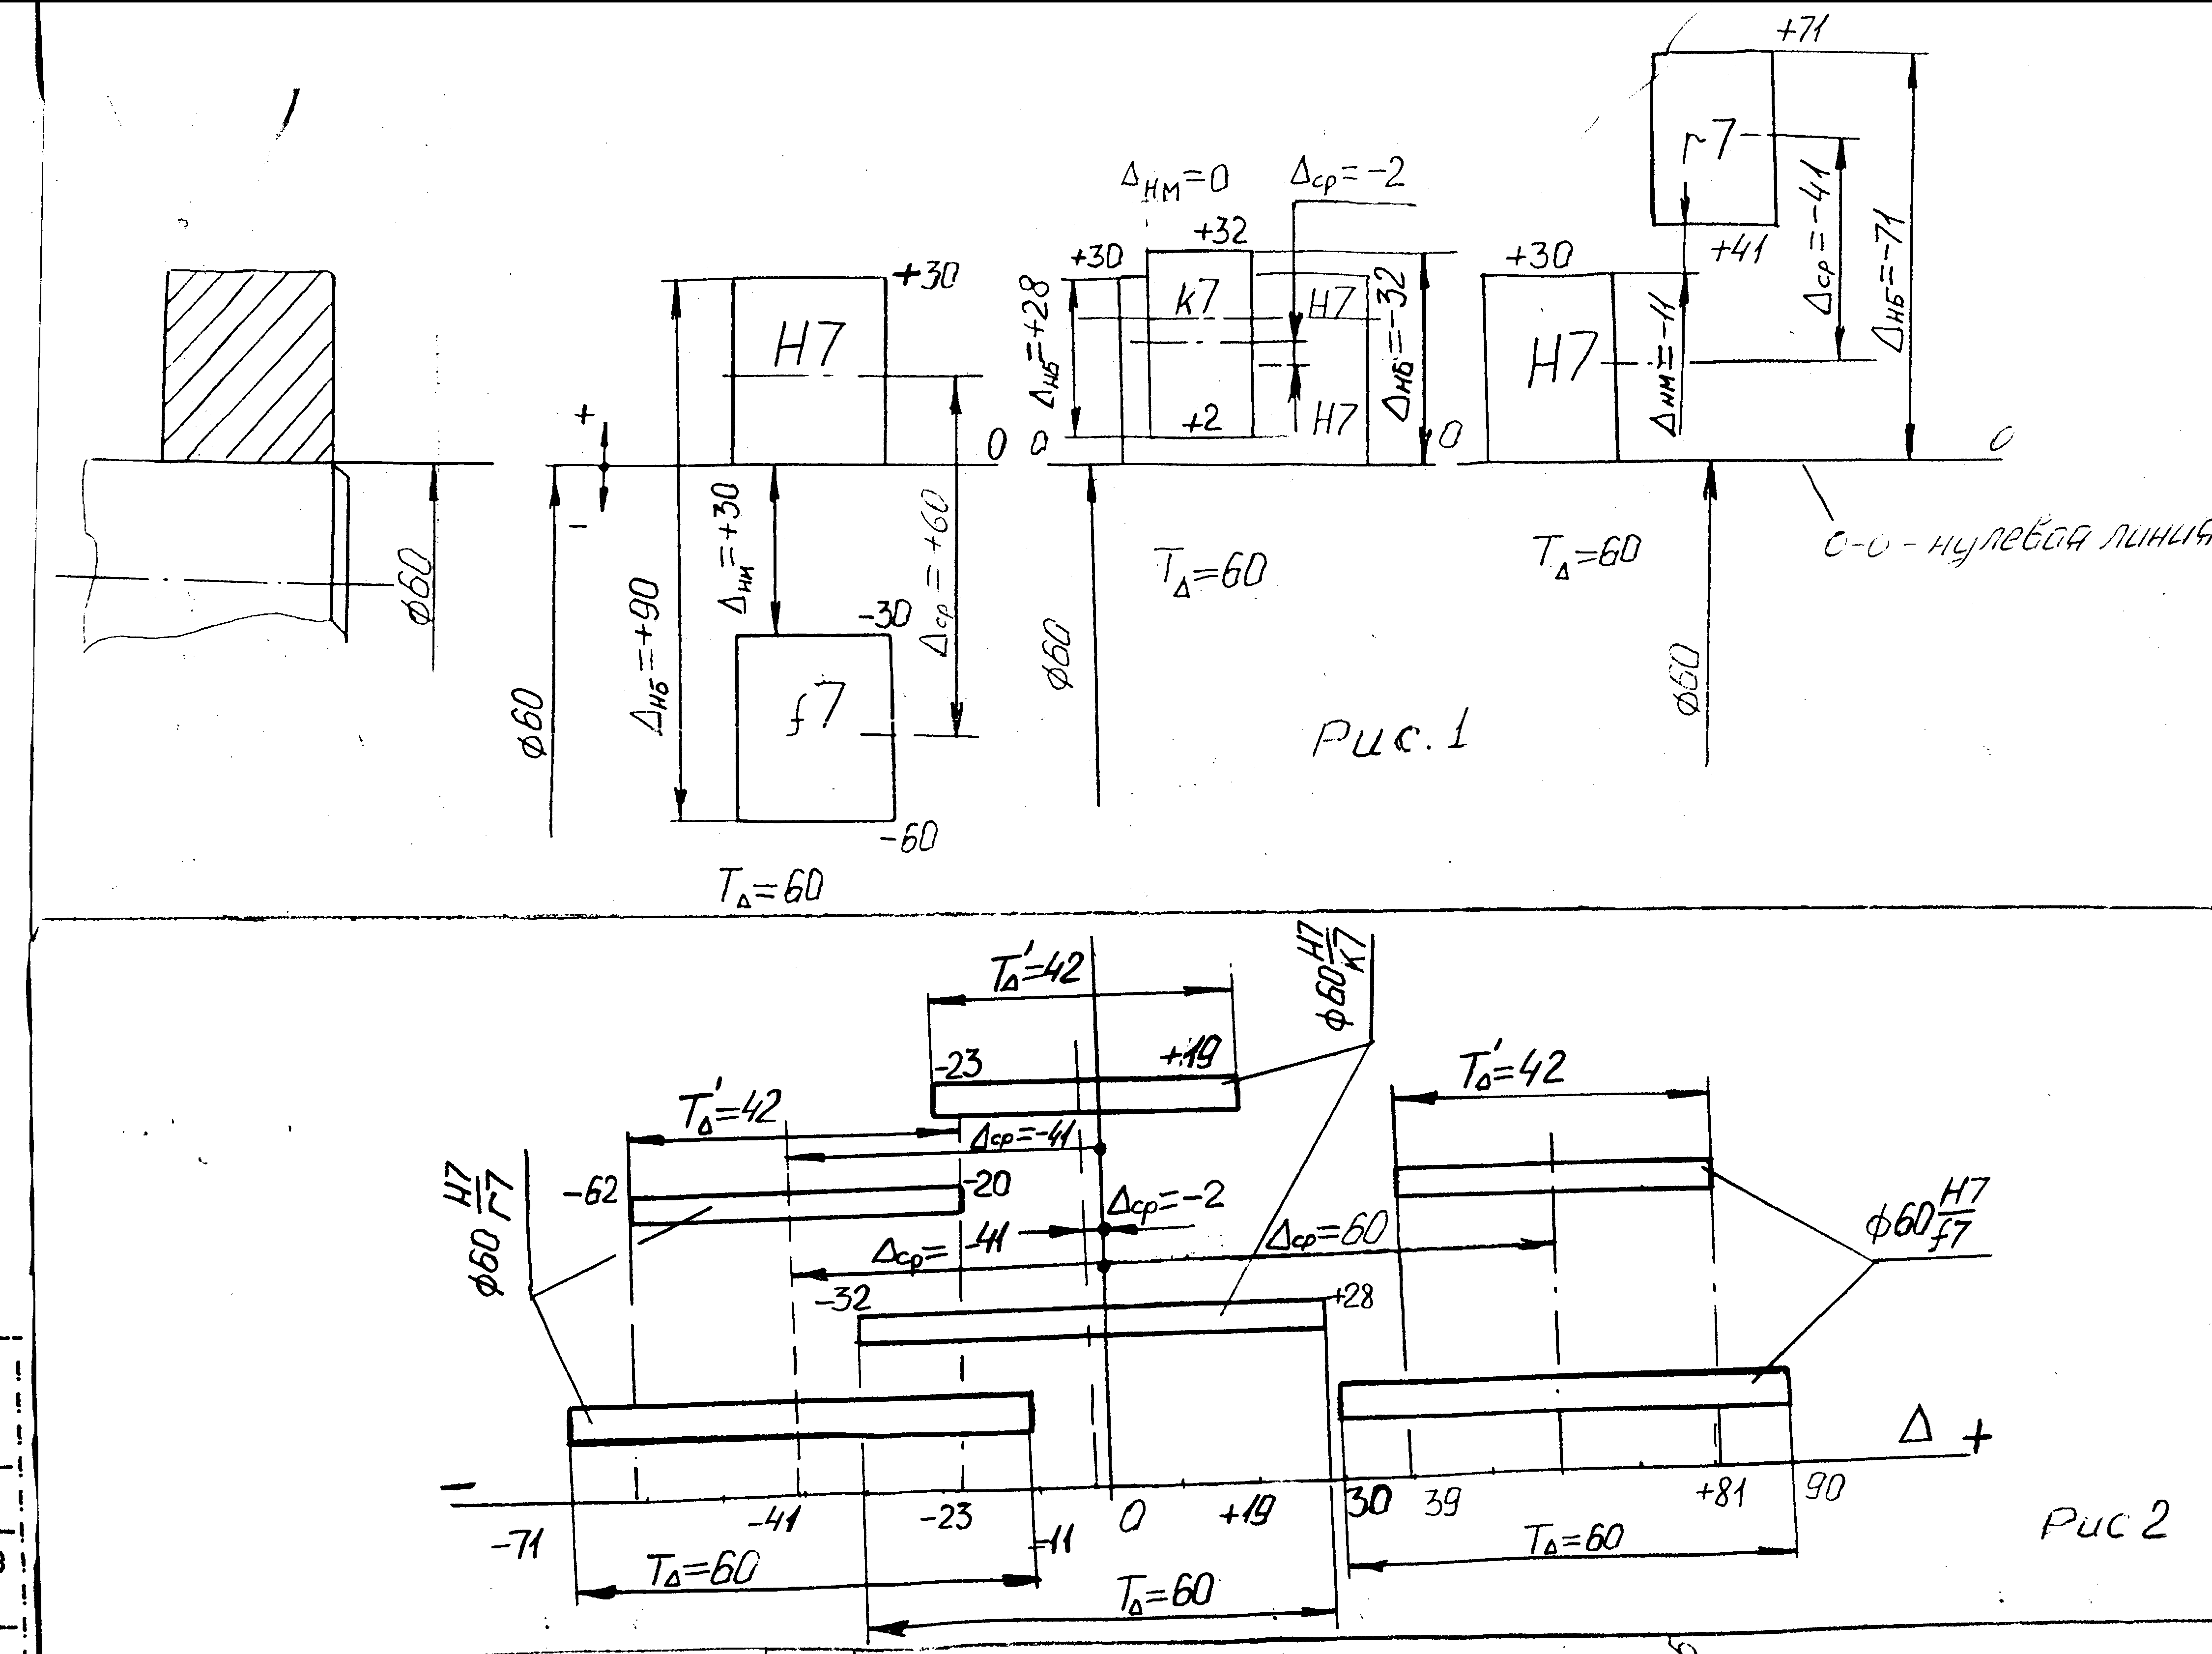 +71
r7
Δнм=0
Δср=-2
+32
+30
+30
+30
+41
k7
H7
H7
H7
H7
+2
H7
Δнб=+28
Δнб=-32
Δнм=-11
Δср=-41
Δнб=-71
+
-
0
0
0
0
Δнм=+30
Δср=+60
Δнб=+90
-30
f7
-60
ϕ60
ϕ60
ϕ60
ϕ60
TΔ=60
TΔ=60
TΔ=60
0-0-нулевая линия
Рис.1
TΔ'=42
ϕ60 H7/k7
-23
+19
TΔ'=42
TΔ'=42
Δср=-41
ϕ60 H7/r7
-62
-20
Δср=-2
Δср= -41
Δср=60
ϕ60 H7/f7
-32
+28
Δ +
-
-71
-41
-23
-11
0
+19
30
39
+81
90
TΔ=60
TΔ=60
TΔ=60
Рис 2